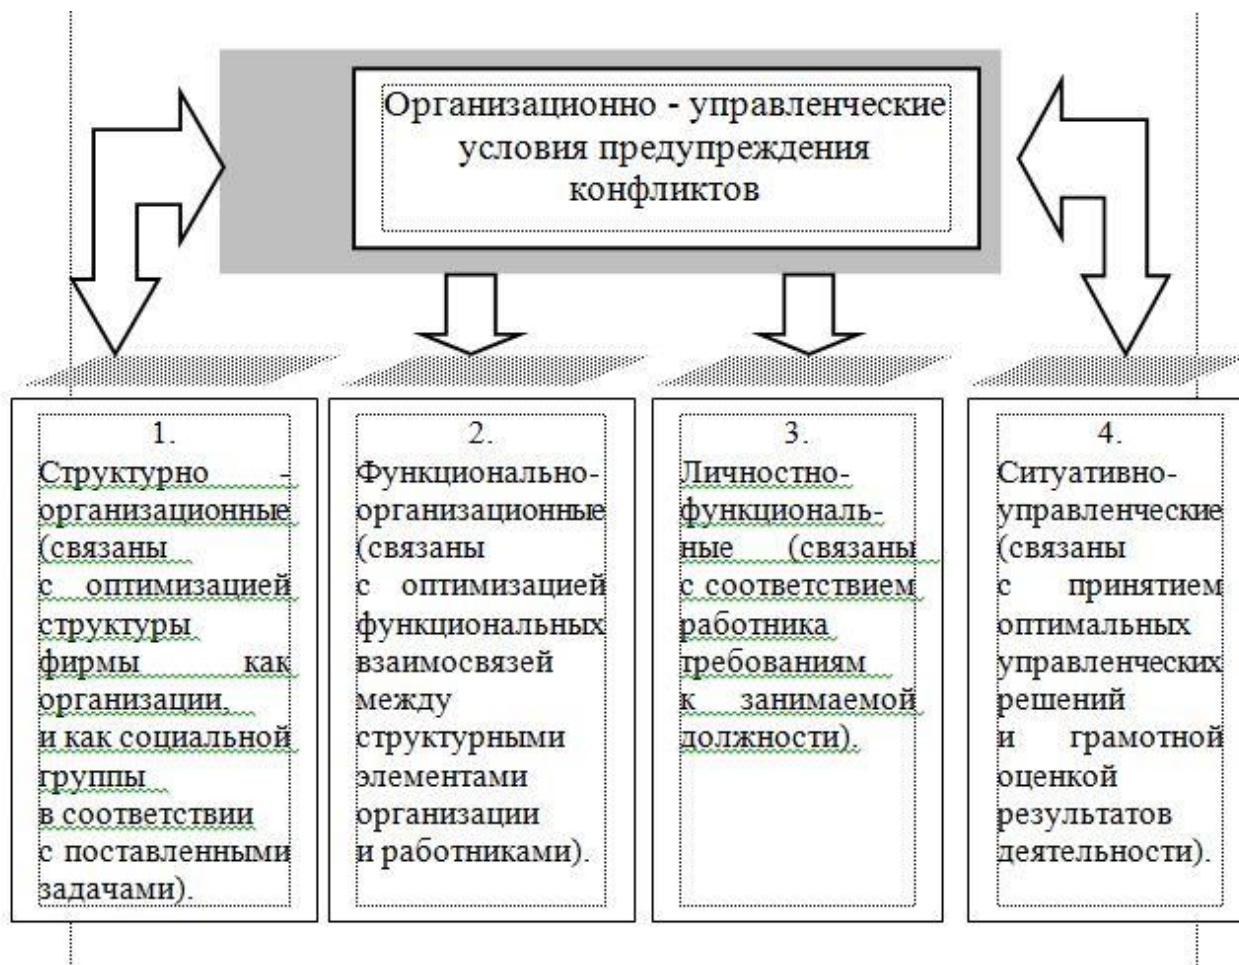 Организационно - управленческие
условия предупреждения
конфликтов
1.
Структурно -
организационные
(связаны
с оптимизацией
структуры
фирмы как
организации,
и как социальной
группы
в соответствии
с поставленными
задачами).
2.
Функционально-
организационные
(связаны
с оптимизацией
функциональных
взаимосвязей
между
структурными
элементами
организации
и работниками).
3.
Личностно-
функциональ-
ные (связаны
с соответствием
работника
требованиям
к занимаемой
должности).
4.
Ситуативно-
управленческие
(связаны
с принятием
оптимальных
управленческих
решений
и грамотной
оценкой
результатов
деятельности).